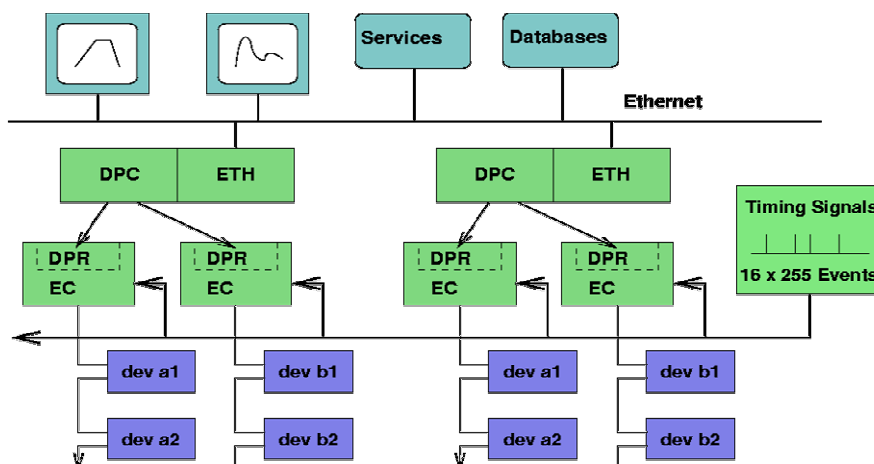 Services
Databases
Ethernet
DPC
ETH
DPC
ETH
Timing Signals
16 x 255 Events
DPR
EC
DPR
EC
DPR
EC
DPR
EC
dev a1
dev b1
dev a1
dev b1
dev a2
dev b2
dev a2
dev b2